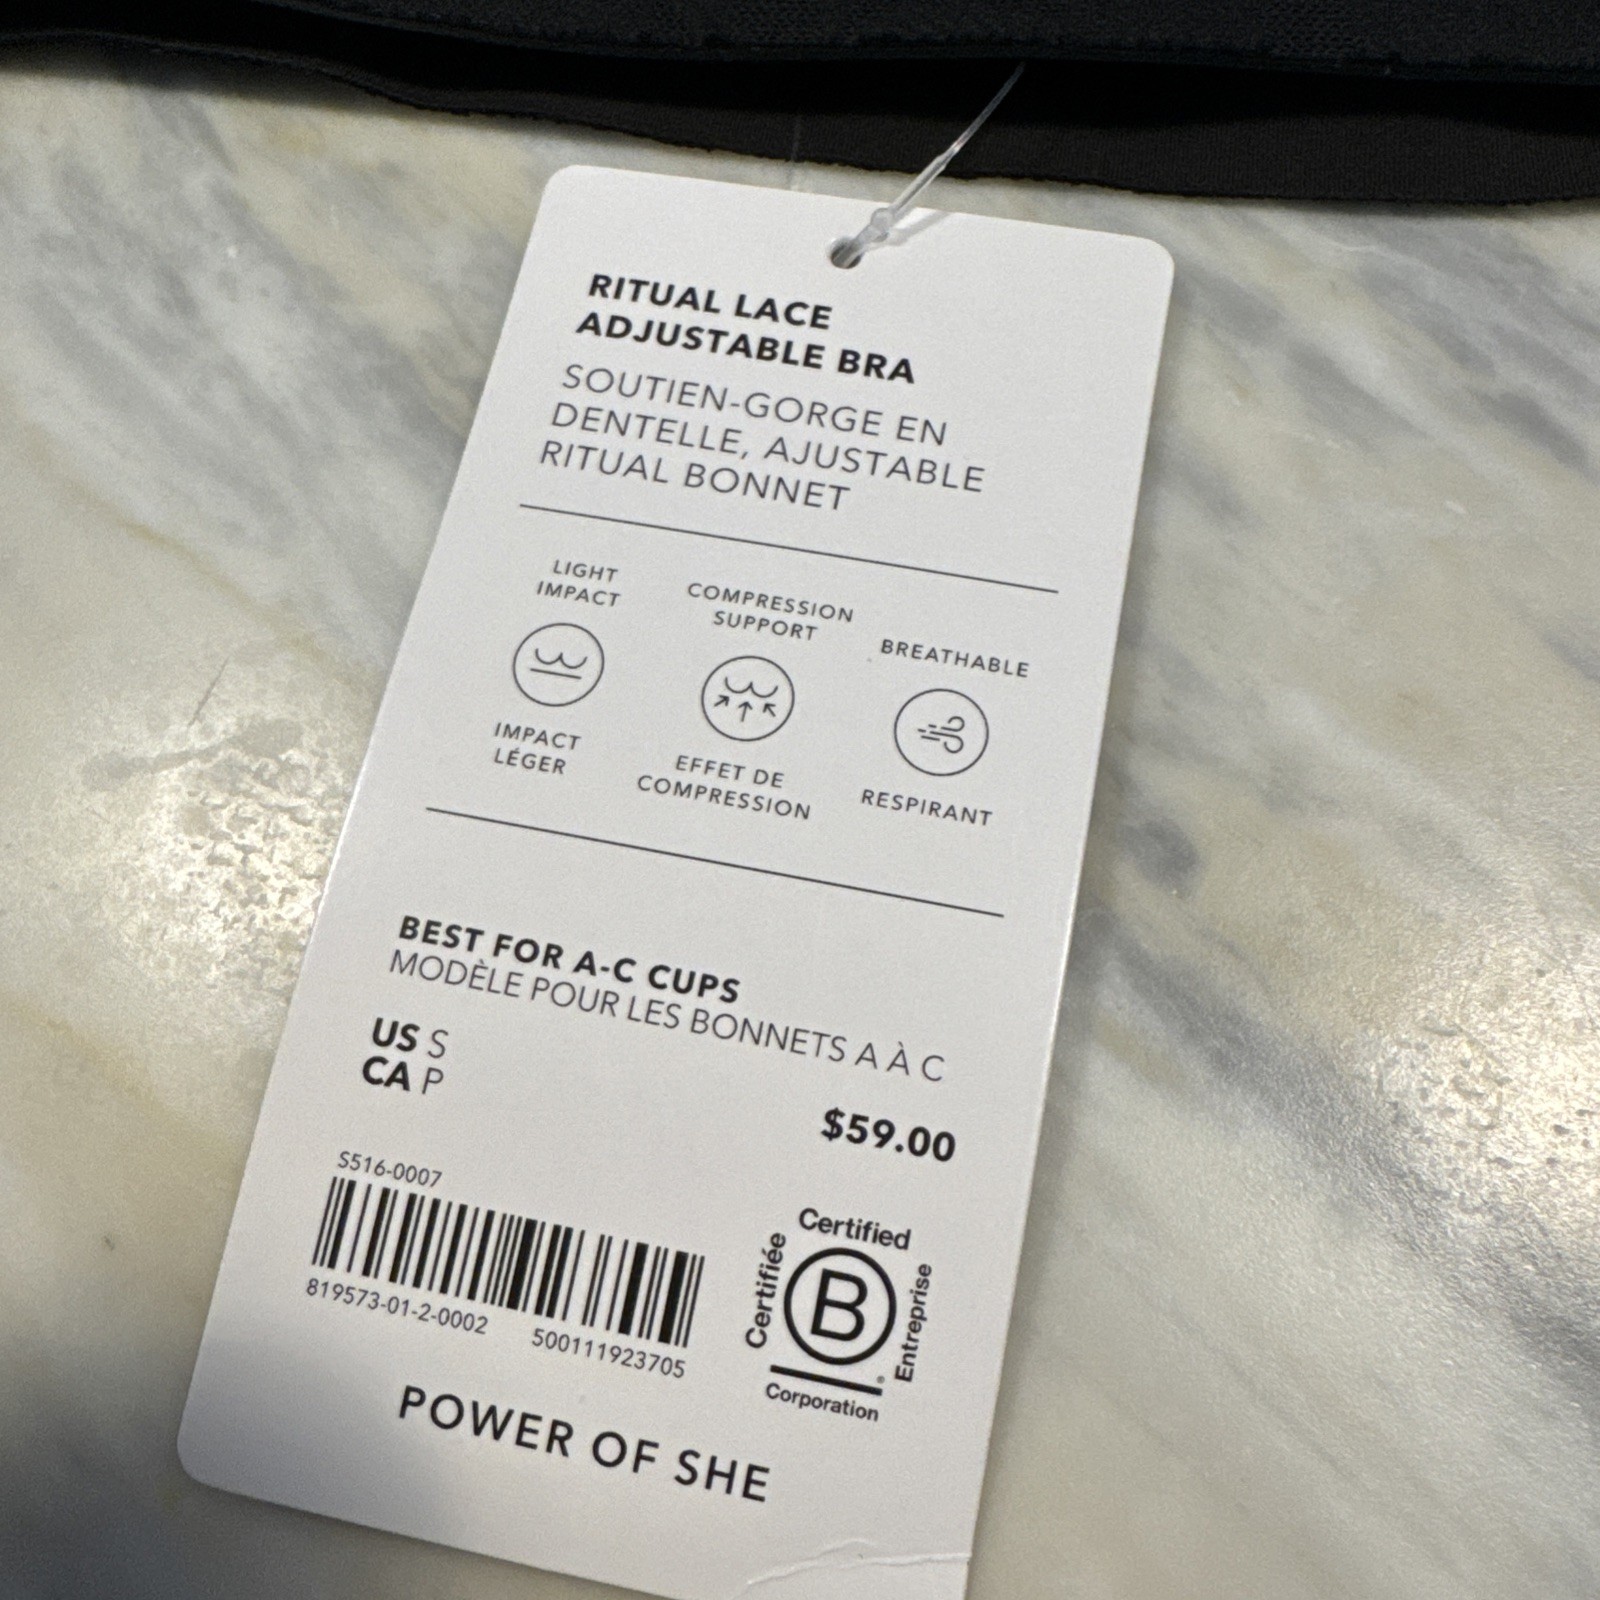 RITUAL LACE
ADJUSTABLE BRA
SOUTIEN-GORGE EN
DENTELLE, AJUSTABLE
RITUAL BONNET
LIGHT
IMPACT
IMPACT
LÉGER
COMPRESSION
SUPPORT
EFFET DE
COMPRESSION
BREATHABLE
RESPIRANT
BEST FOR A-C CUPS
MODÈLE POUR LES BONNETS A À C
US S
CA P
$59.00
S516-0007
819573-01-2-0002
500111923705
Certified
Certifiée
B
Entreprise
®
Corporation
POWER OF SHE